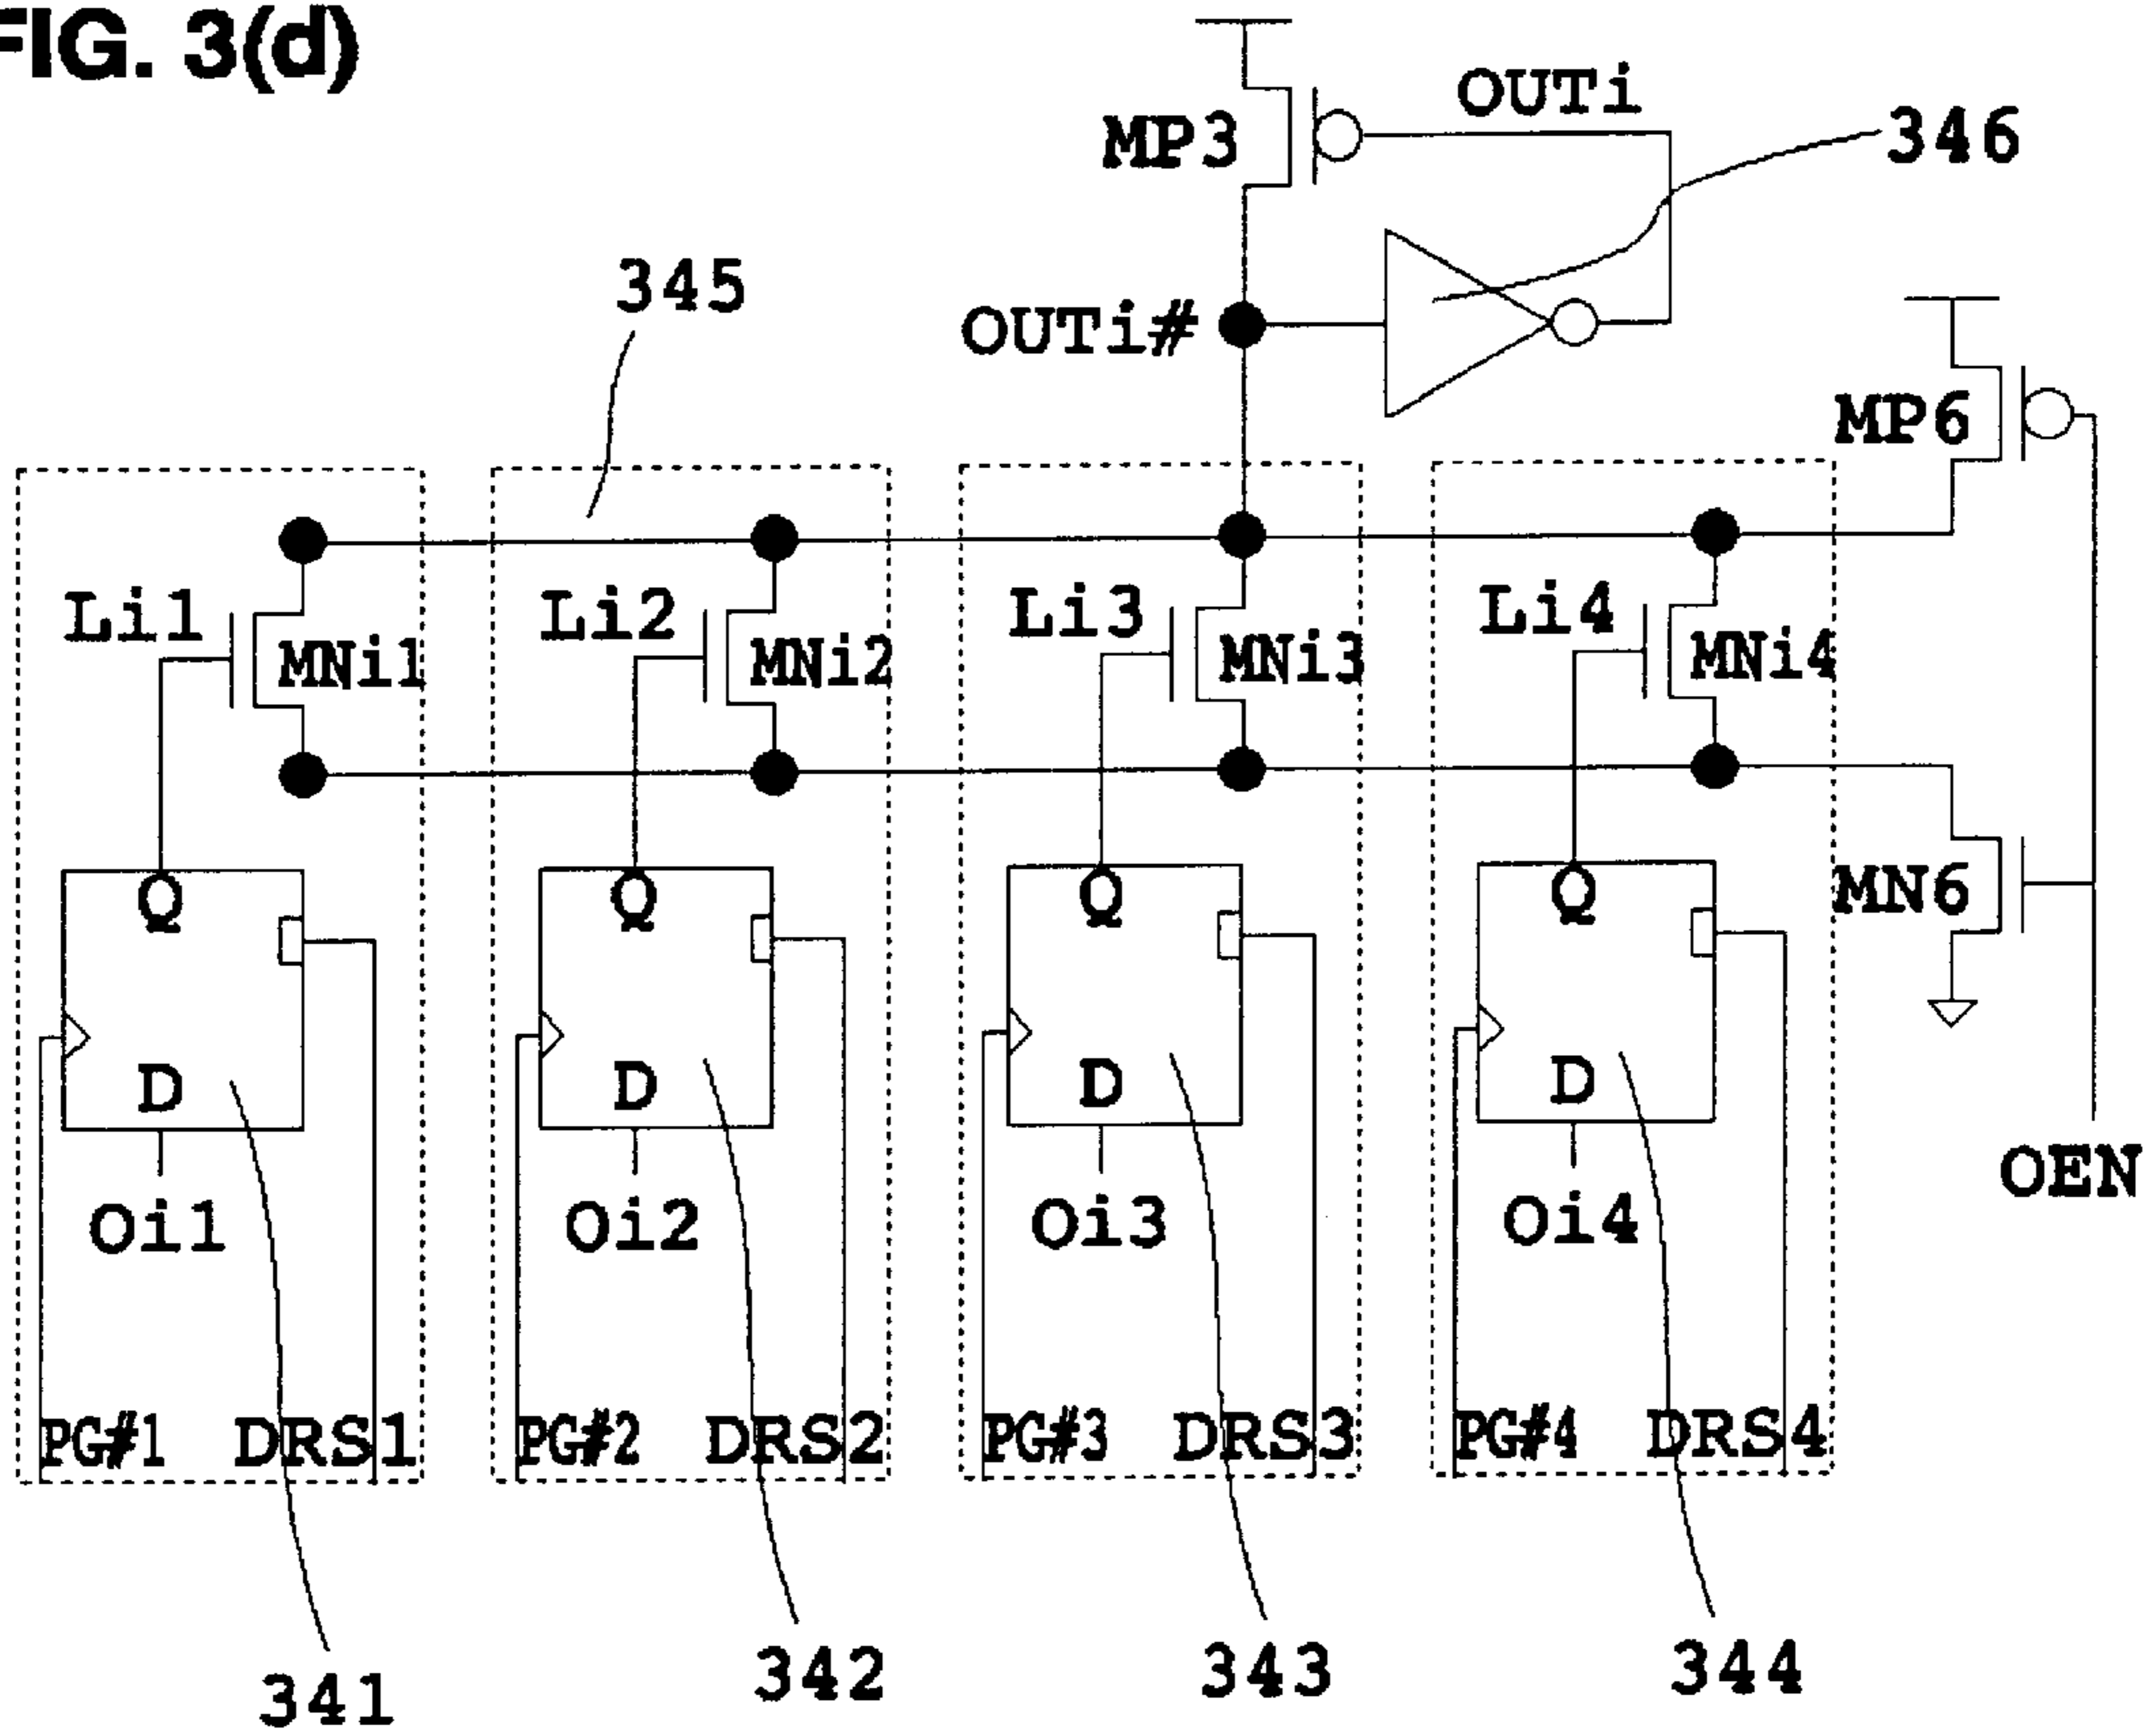 FIG. 3(d)
OUTi
MP3
346
345
OUTi#
MP6
Li1
MNi1
Li2
MNi2
Li3
MNi3
Li4
MNi4
Q
Q
Q
Q
MN6
D
D
D
D
OEN
Oi1
Oi2
Oi3
Oi4
PG#1
DRS1
PG#2
DRS2
PG#3
DRS3
PG#4
DRS4
341
342
343
344